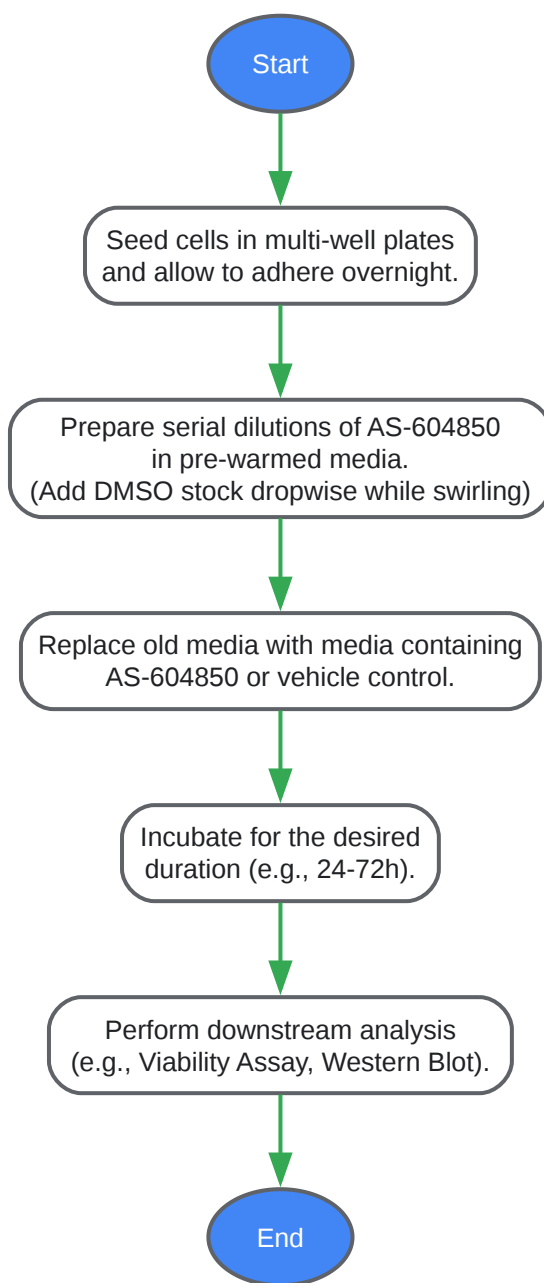 Start
Seed cells in multi-well plates
and allow to adhere overnight.
Prepare serial dilutions of AS-604850
in pre-warmed media.
(Add DMSO stock dropwise while swirling)
Replace old media with media containing
AS-604850 or vehicle control.
Incubate for the desired
duration (e.g., 24-72h).
Perform downstream analysis
(e.g., Viability Assay, Western Blot).
End